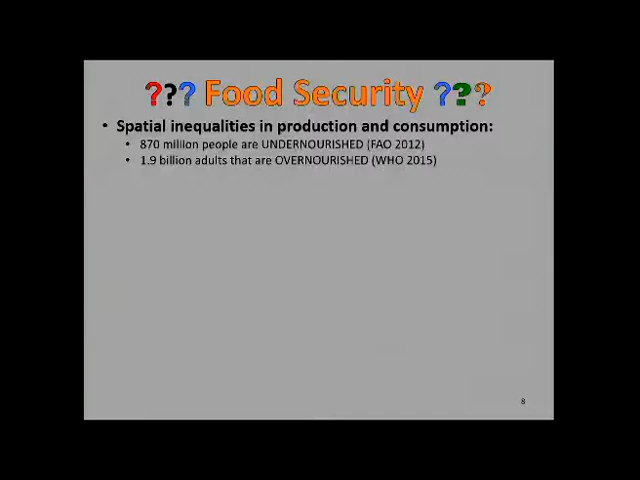 ??? Food Security ???
• Spatial inequalities in production and consumption:
• 870 million people are UNDERNOURISHED (FAO 2012)
• 1.9 billion adults that are OVERNOURISHED (WHO 2015)
8